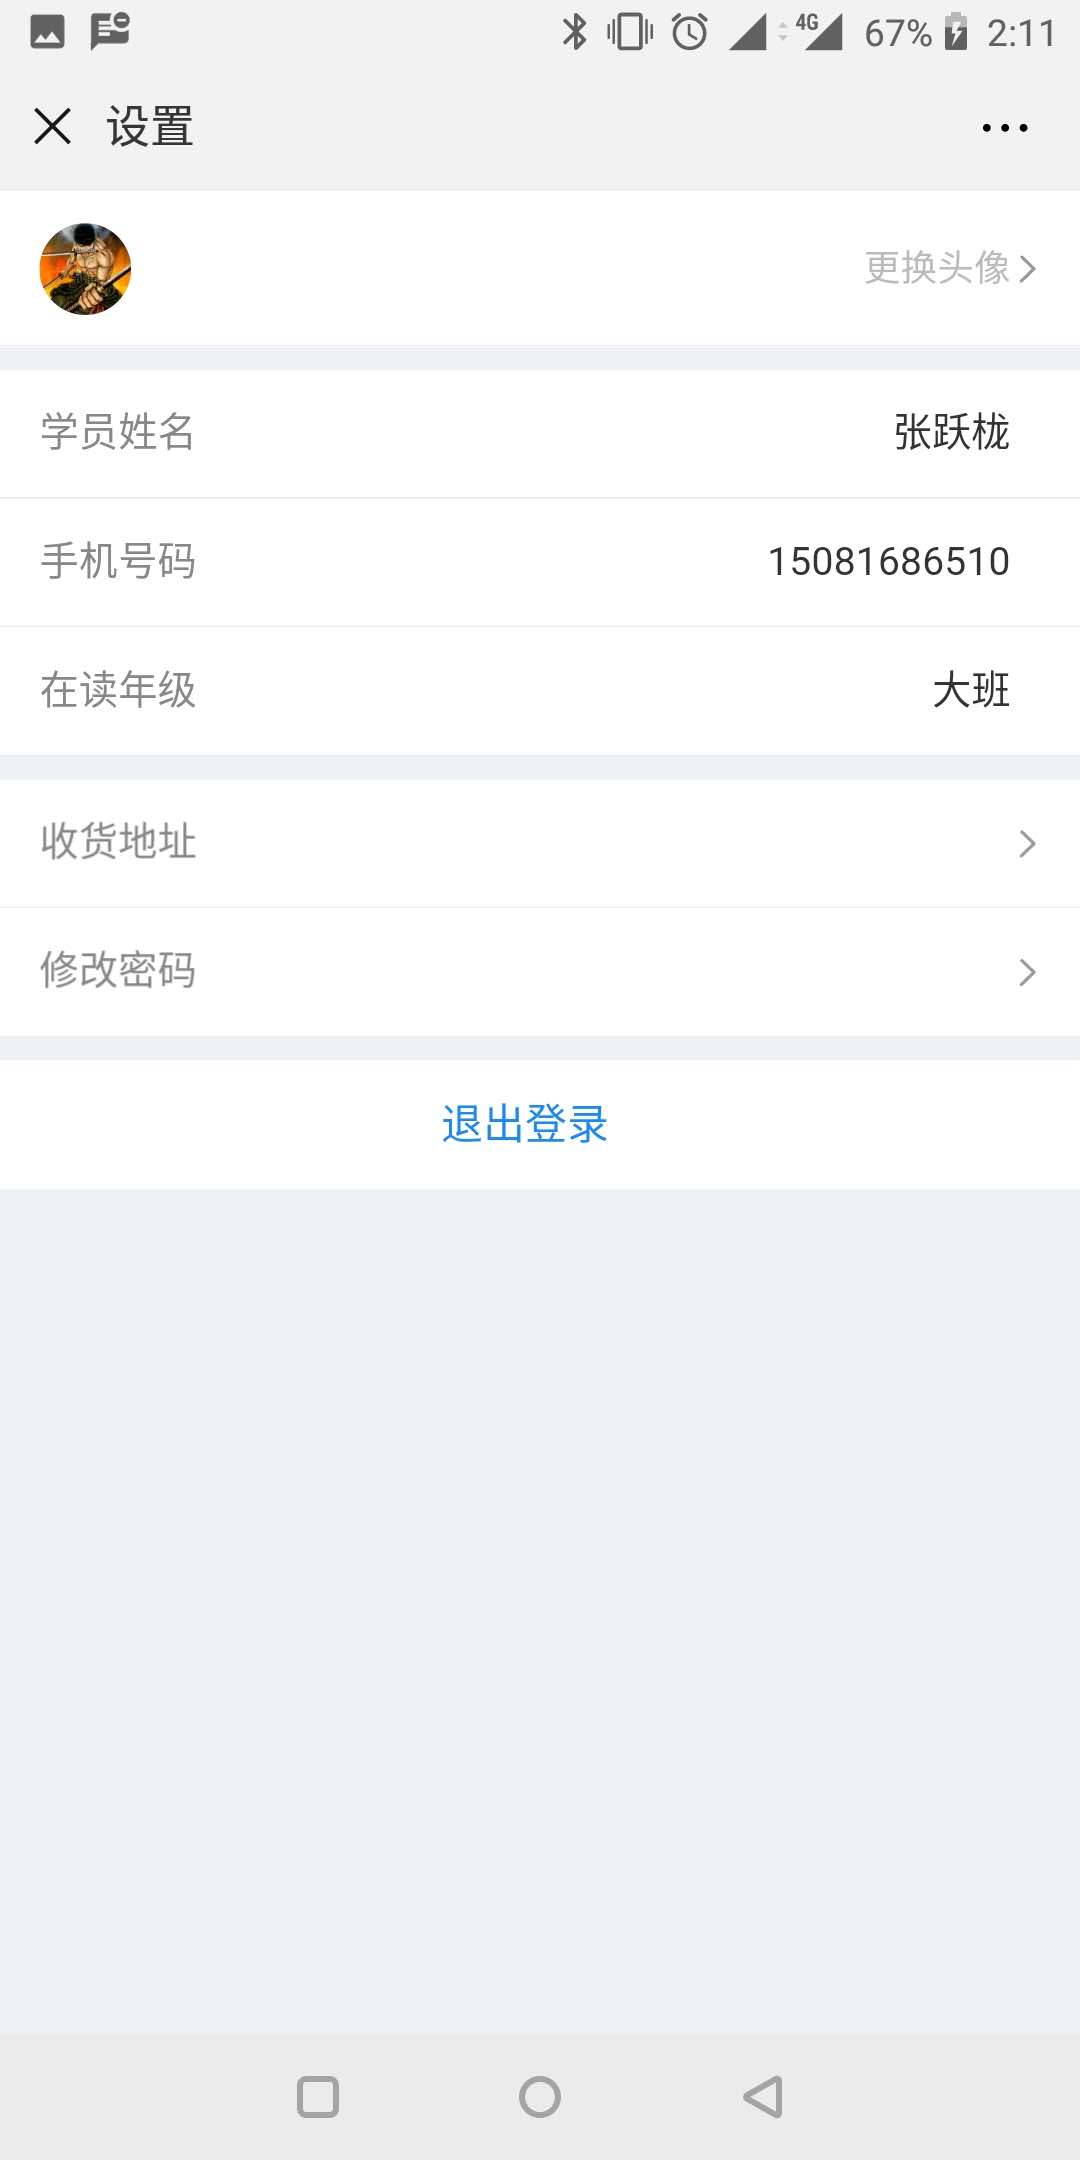 4G 67% 2:11
设置
更换头像
学员姓名 张跃栊
手机号码 15081686510
在读年级 大班
收货地址
修改密码
退出登录